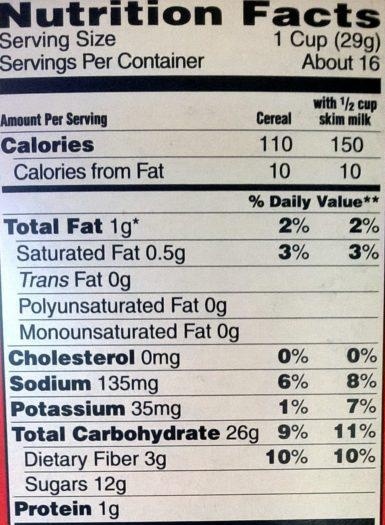 Nutrition Facts
Serving Size 1 Cup (29g)
Servings Per Container About 16
Amount Per Serving Cereal with 1/2 cup skim milk
Calories 110 150
Calories from Fat 10 10
% Daily Value**
Total Fat 1g* 2% 2%
Saturated Fat 0.5g 3% 3%
Trans Fat 0g
Polyunsaturated Fat 0g
Monounsaturated Fat 0g
Cholesterol 0mg 0% 0%
Sodium 135mg 6% 8%
Potassium 35mg 1% 7%
Total Carbohydrate 26g 9% 11%
Dietary Fiber 3g 10% 10%
Sugars 12g
Protein 1g